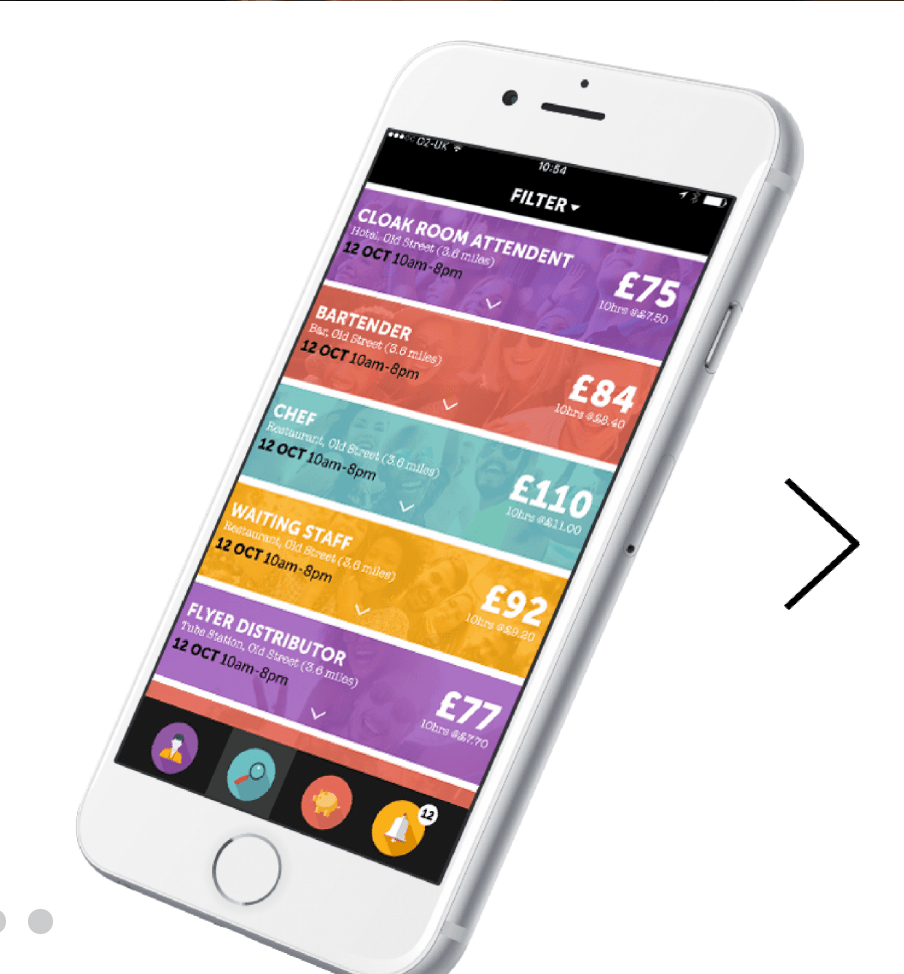 O2-UK
10:54
FILTER
CLOAK ROOM ATTENDENT
Hotel, Old Street (3.6 miles)
12 OCT 10am-8pm
£75
10hrs @£7.50
BARTENDER
Bar, Old Street (3.6 miles)
12 OCT 10am-8pm
£84
10hrs @£8.40
CHEF
Restaurant, Old Street (3.6 miles)
12 OCT 10am-8pm
£110
10hrs @£11.00
WAITING STAFF
Restaurant, Old Street (3.6 miles)
12 OCT 10am-8pm
£92
10hrs @£9.20
FLYER DISTRIBUTOR
Tube Station, Old Street (3.6 miles)
12 OCT 10am-8pm
£77
10hrs @£7.70
12